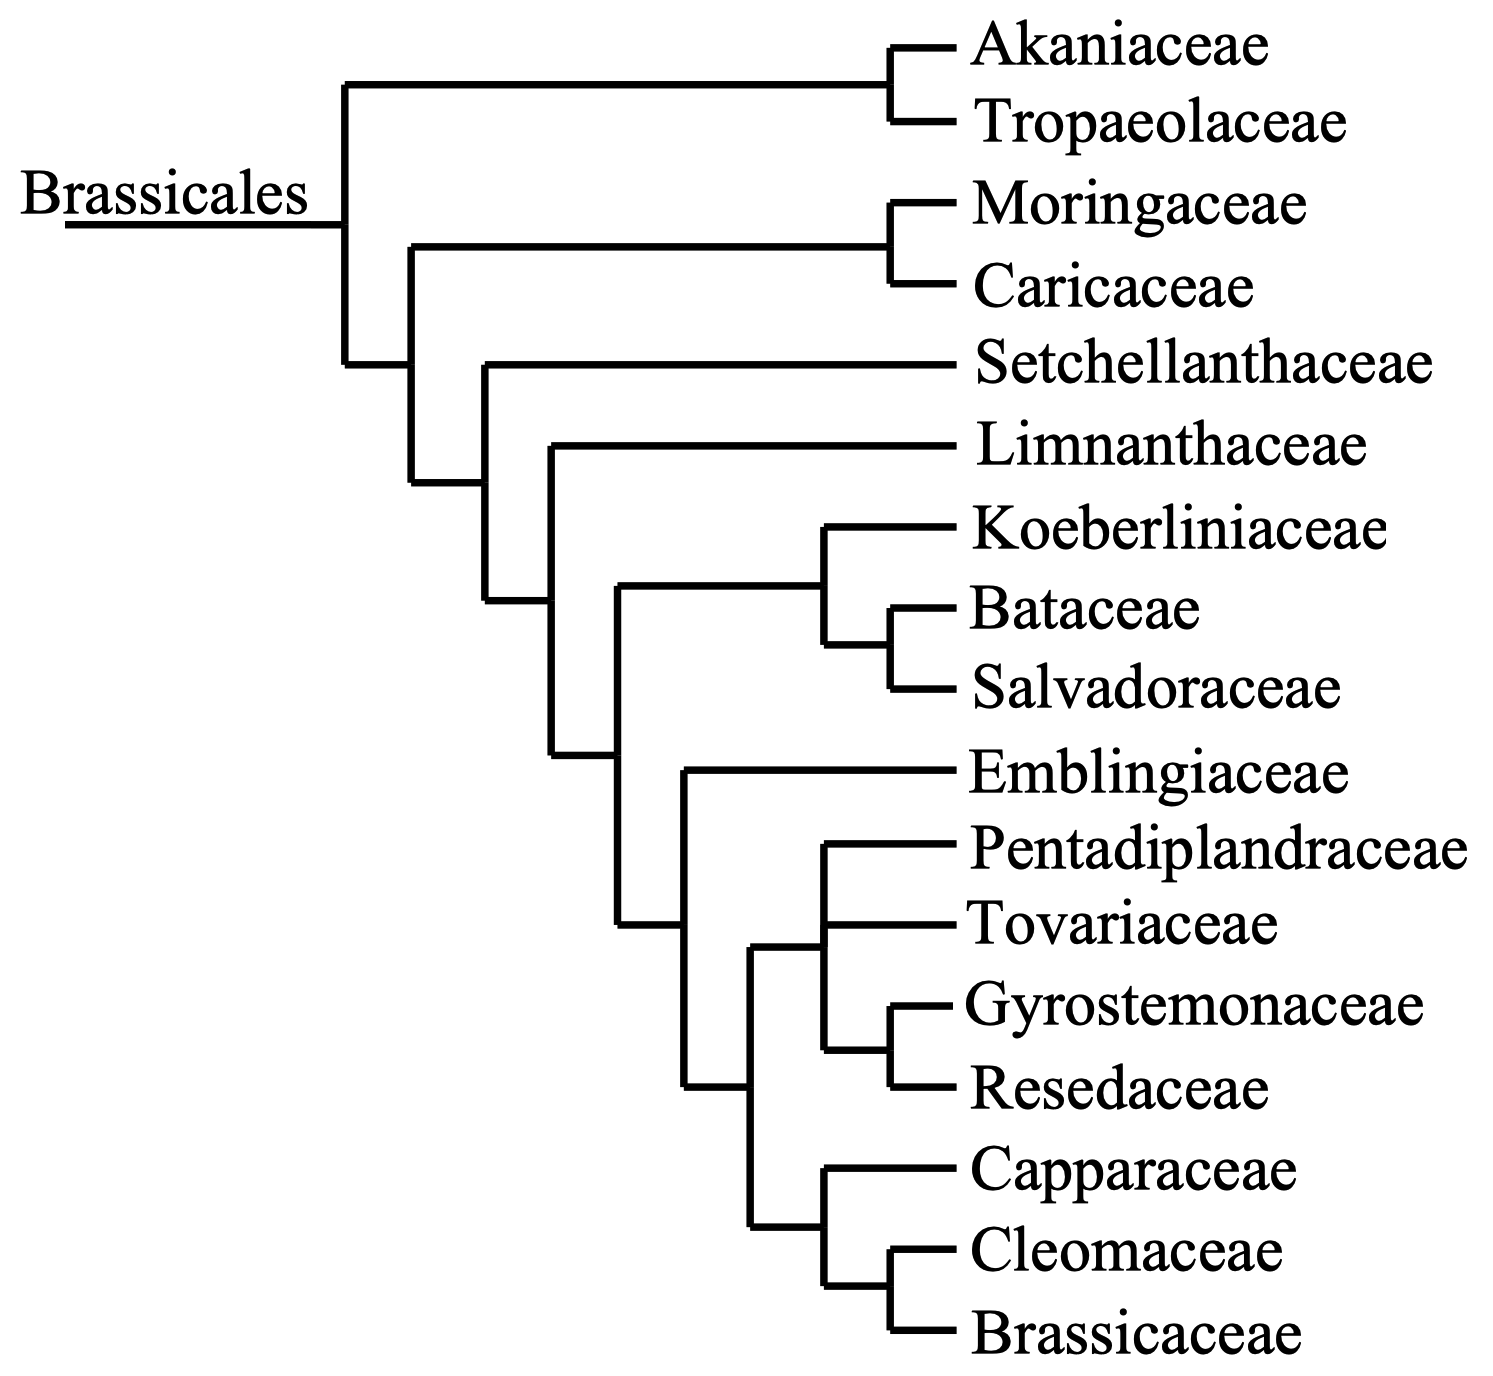 Akaniaceae
Tropaeolaceae
Brassicales
Moringaceae
Caricaceae
Setchellanthaceae
Limnanthaceae
Koeberliniaceae
Bataceae
Salvadoraceae
Emblingiaceae
Pentadiplandraceae
Tovariaceae
Gyrostemonaceae
Resedaceae
Capparaceae
Cleomaceae
Brassicaceae